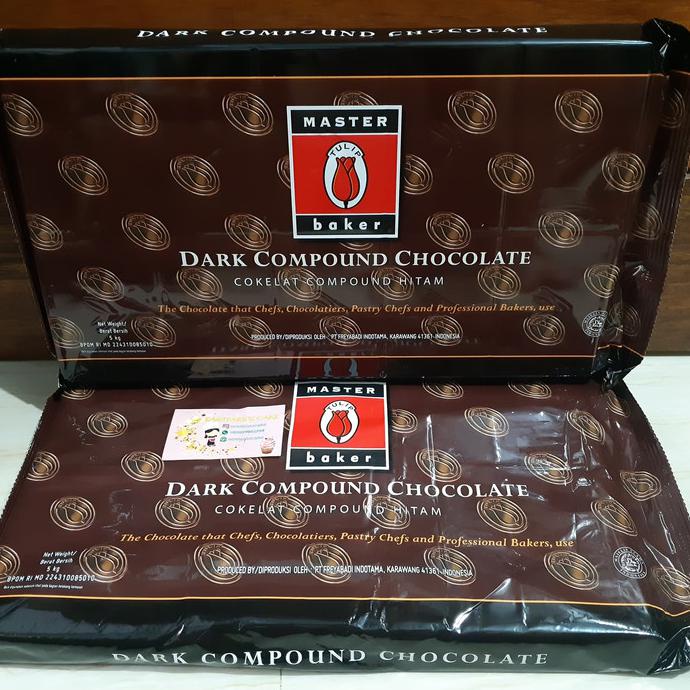 DARK COMPOUND CHOCOLATE
MASTER
TULIP
baker
DARK COMPOUND CHOCOLATE
COKELAT COMPOUND HITAM
The Chocolate that Chefs, Chocolatiers, Pastry Chefs and Professional Bakers, use
Net Weight/
Berat Bersih
5 kg
BPOM RI MD 224310085010
PRODUCED BY/DIPRODUKSI OLEH : PT FREYABADI INDOTAMA, KARAWANG 41361-INDONESIA
MASTER
TULIP
baker
DARK COMPOUND CHOCOLATE
COKELAT COMPOUND HITAM
The Chocolate that Chefs, Chocolatiers, Pastry Chefs and Professional Bakers, use
Net Weight/
Berat Bersih
5 kg
BPOM RI MD 224310085010
PRODUCED BY/DIPRODUKSI OLEH : PT FREYABADI INDOTAMA, KARAWANG 41361-INDONESIA
DARK COMPOUND CHOCOLATE